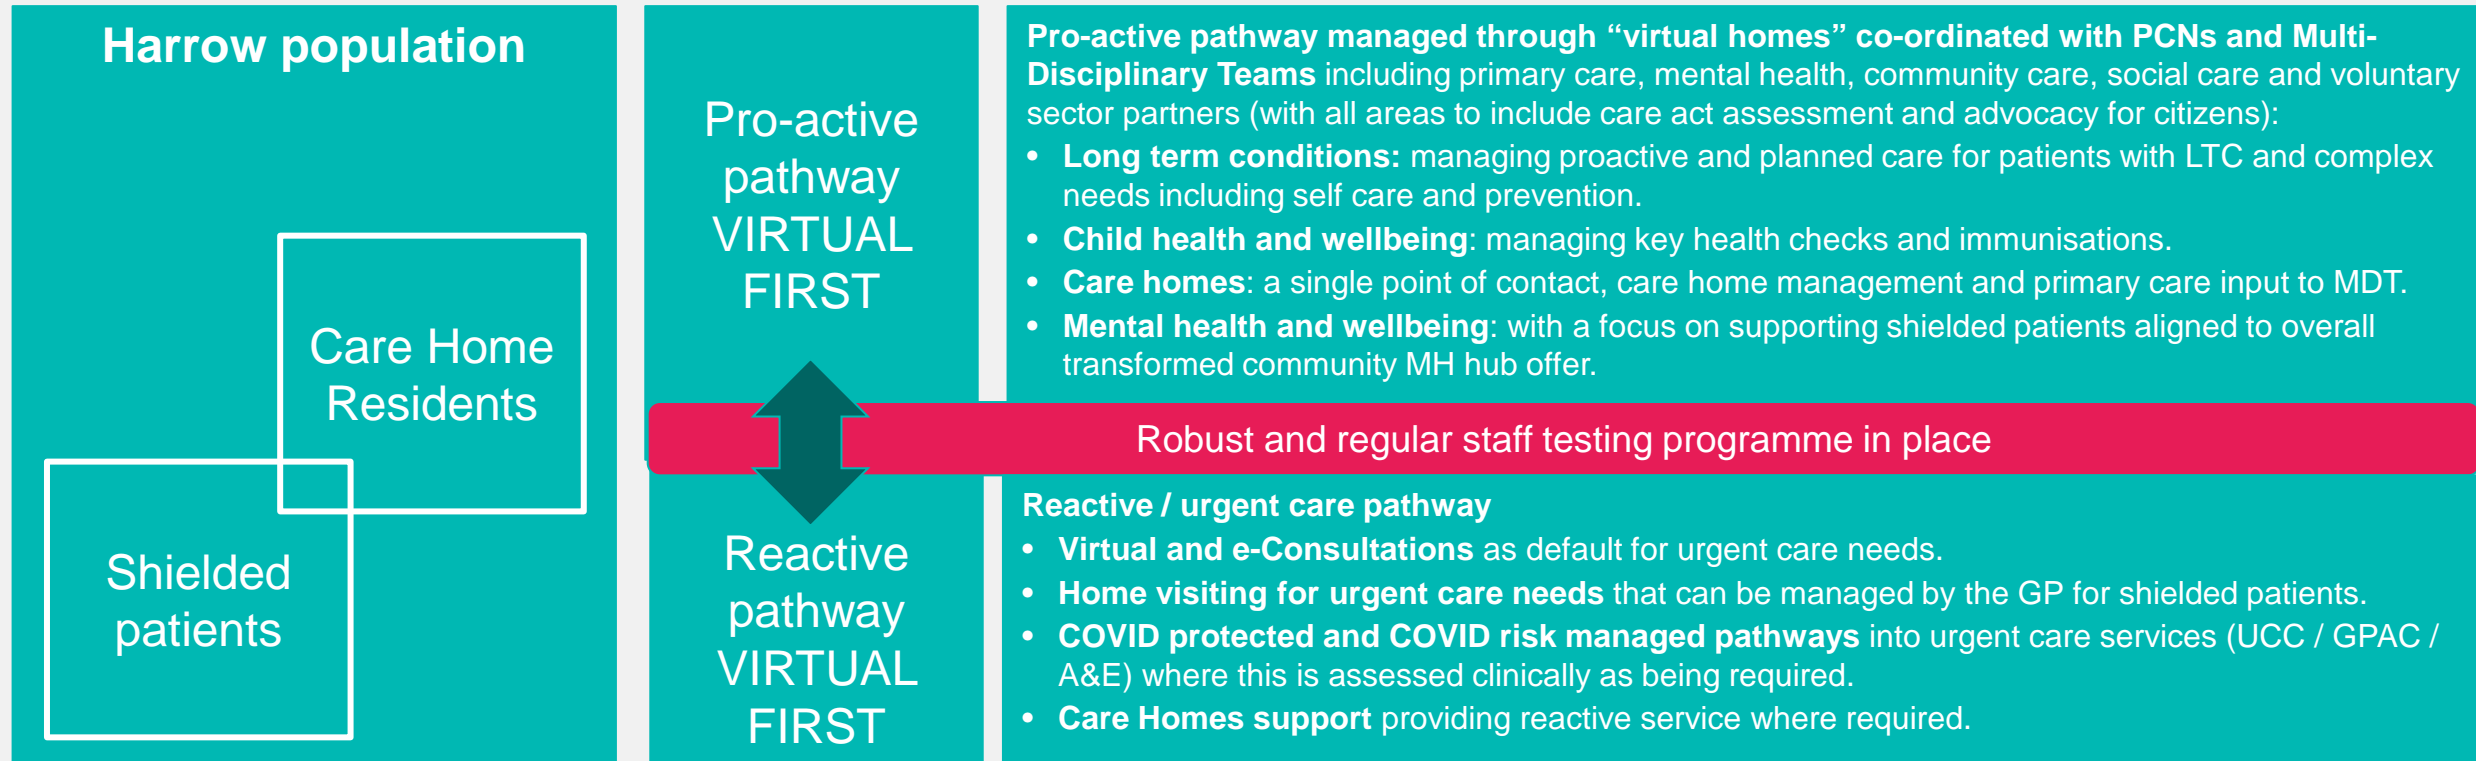 Harrow population
Care Home
Residents
Shielded
patients
Pro-active
pathway
VIRTUAL
FIRST
Reactive
pathway
VIRTUAL
FIRST
Pro-active pathway managed through “virtual homes” co-ordinated with PCNs and Multi-
Disciplinary Teams including primary care, mental health, community care, social care and voluntary
sector partners (with all areas to include care act assessment and advocacy for citizens):
• Long term conditions: managing proactive and planned care for patients with LTC and complex
needs including self care and prevention.
• Child health and wellbeing: managing key health checks and immunisations.
• Care homes: a single point of contact, care home management and primary care input to MDT.
• Mental health and wellbeing: with a focus on supporting shielded patients aligned to overall
transformed community MH hub offer.
Robust and regular staff testing programme in place
Reactive / urgent care pathway
• Virtual and e-Consultations as default for urgent care needs.
• Home visiting for urgent care needs that can be managed by the GP for shielded patients.
• COVID protected and COVID risk managed pathways into urgent care services (UCC / GPAC /
A&E) where this is assessed clinically as being required.
• Care Homes support providing reactive service where required.